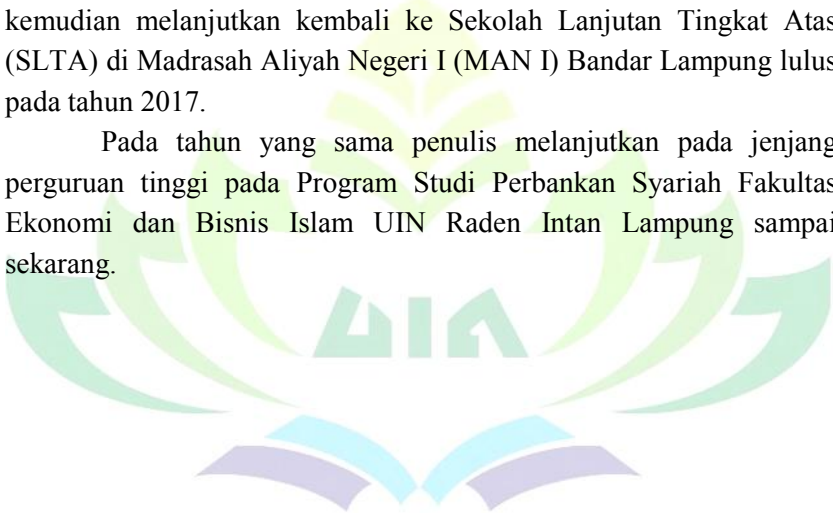 kemudian melanjutkan kembali ke Sekolah Lanjutan Tingkat Atas
(SLTA) di Madrasah Aliyah Negeri I (MAN I) Bandar Lampung lulus
pada tahun 2017.
Pada tahun yang sama penulis melanjutkan pada jenjang
perguruan tinggi pada Program Studi Perbankan Syariah Fakultas
Ekonomi dan Bisnis Islam UIN Raden Intan Lampung sampai
sekarang.
UIN